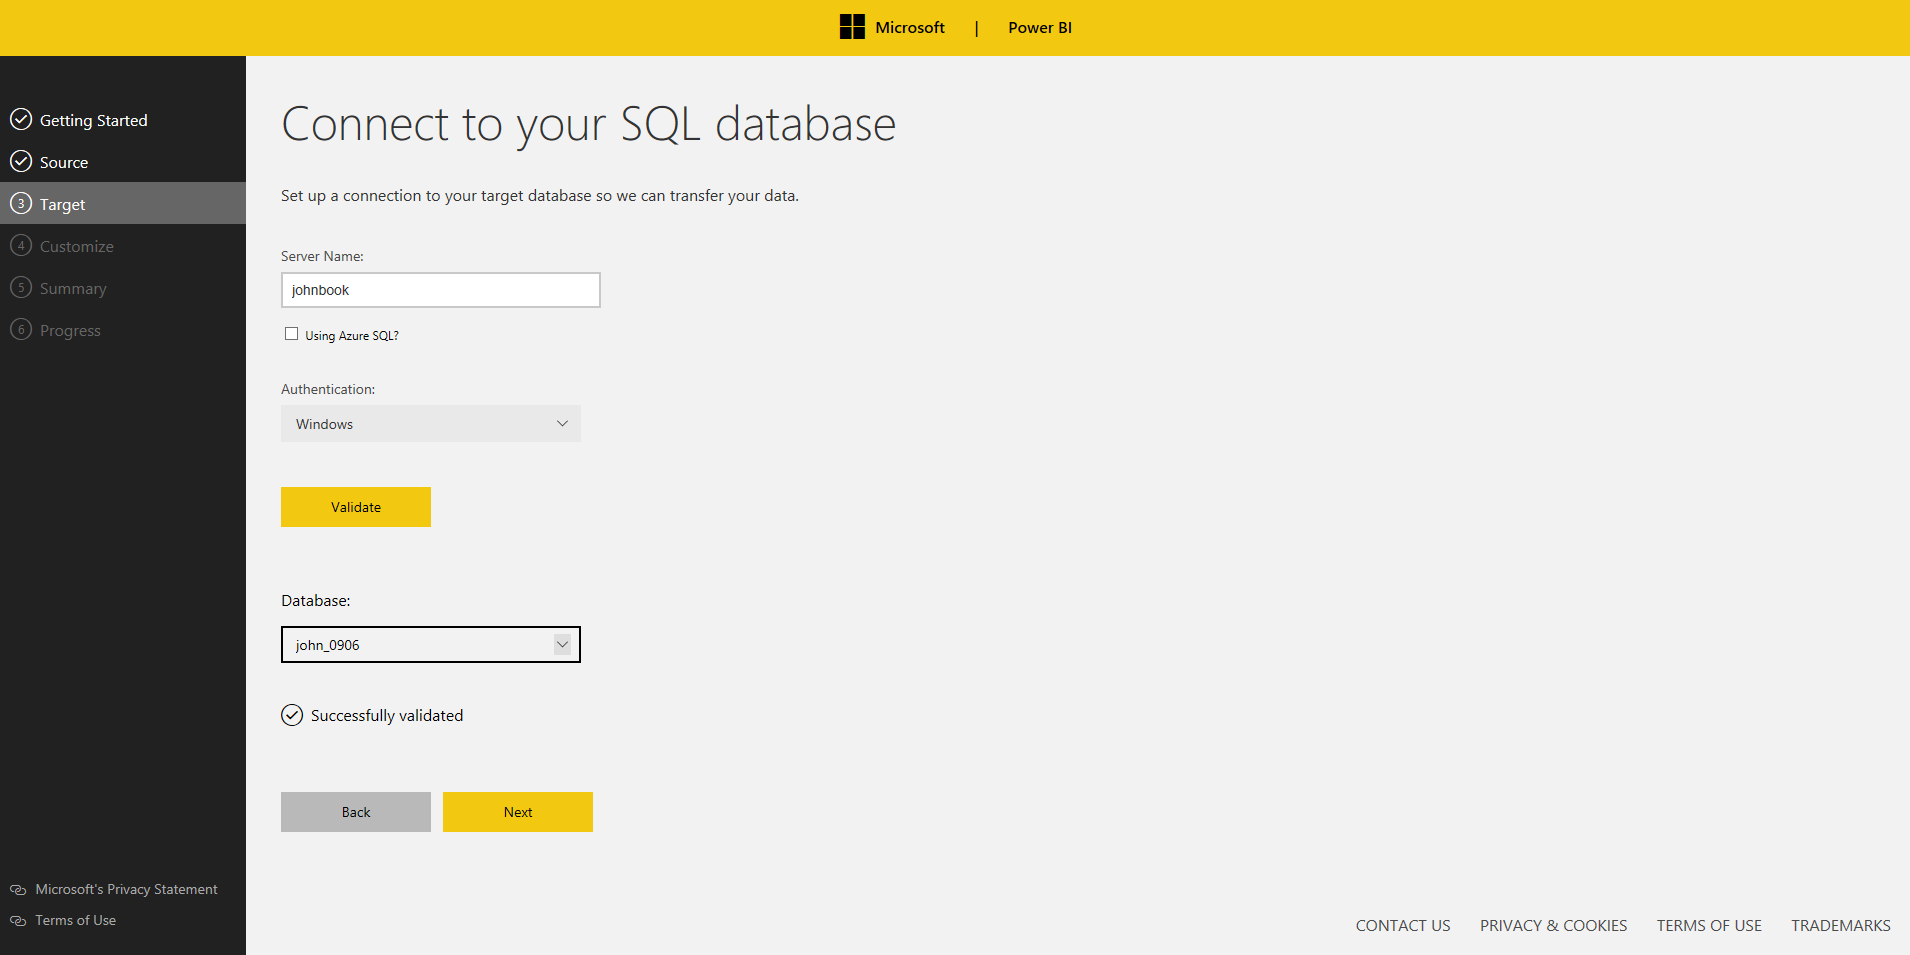 Microsoft | Power BI
Getting Started
Source
3 Target
4 Customize
5 Summary
6 Progress
Connect to your SQL database
Set up a connection to your target database so we can transfer your data.
Server Name:
johnbook
Using Azure SQL?
Authentication:
Windows
Validate
Database:
john_0906
Successfully validated
Back Next
Microsoft's Privacy Statement
Terms of Use
CONTACT US PRIVACY & COOKIES TERMS OF USE TRADEMARKS